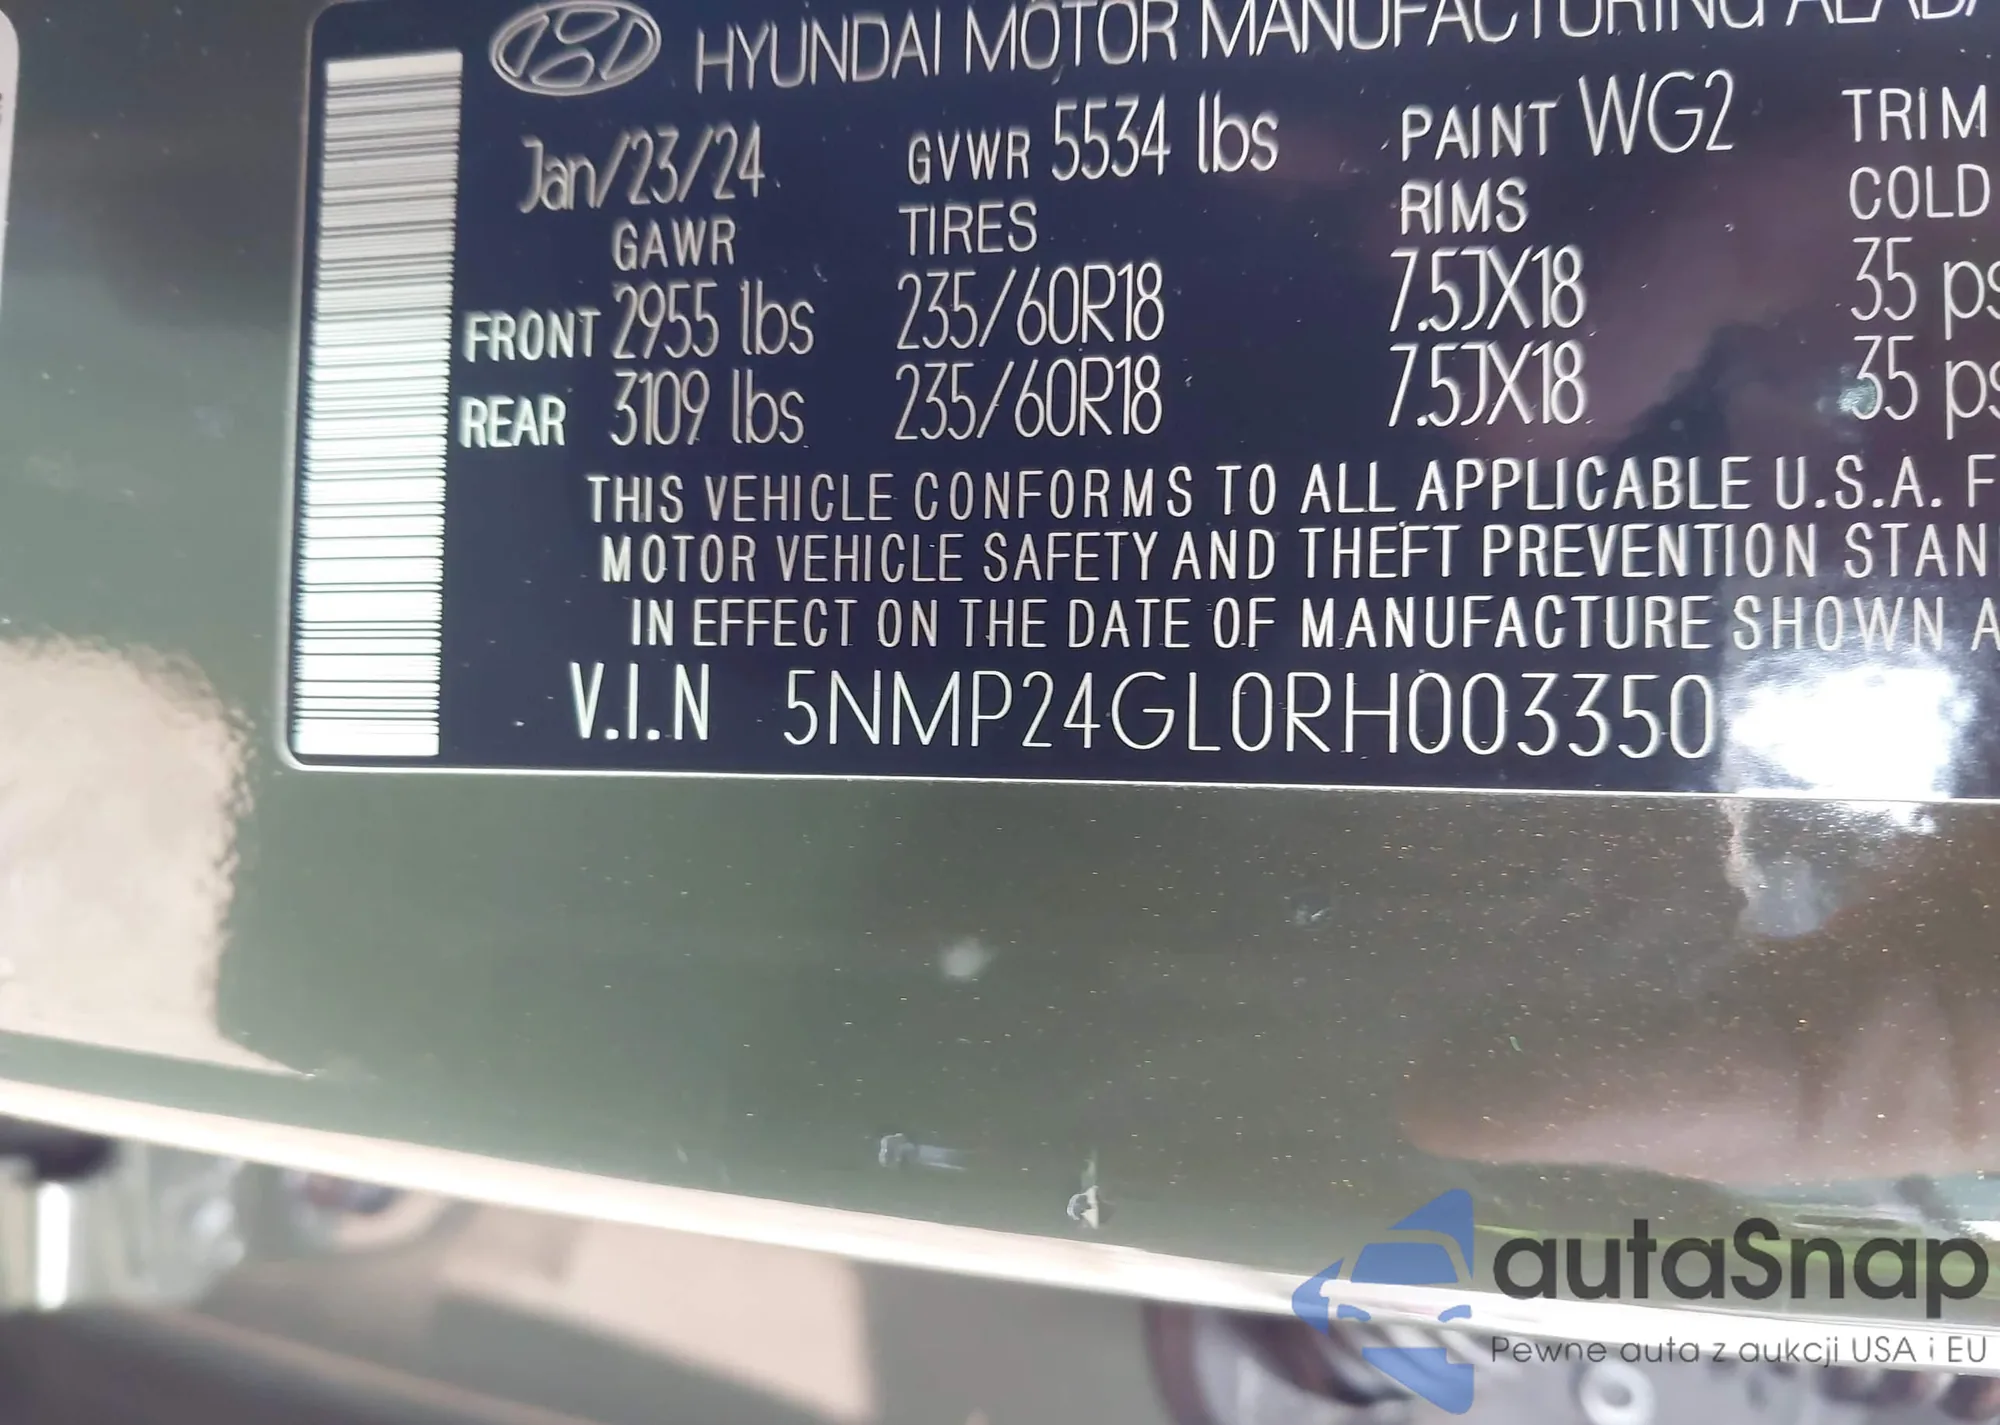 HYUNDAI MOTOR MANUFACTURING ALABA
Jan/23/24 GVWR 5534 lbs PAINT WG2 TRIM
GAWR TIRES RIMS COLD
FRONT 2955 lbs 235/60R18 7.5JX18 35 ps
REAR 3109 lbs 235/60R18 7.5JX18 35 ps
THIS VEHICLE CONFORMS TO ALL APPLICABLE U.S.A. F
MOTOR VEHICLE SAFETY AND THEFT PREVENTION STAN
IN EFFECT ON THE DATE OF MANUFACTURE SHOWN A
V.I.N 5NMP24GL0RH003350
autaSnap
Pewne auta z aukcji USA i EU